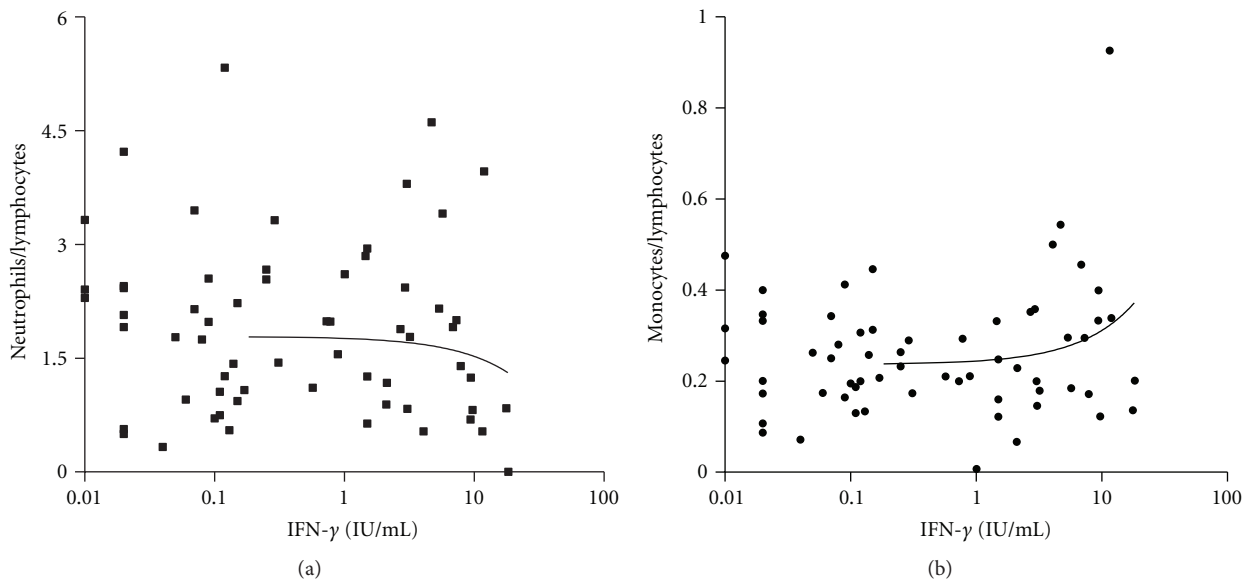 6
4.5
3
1.5
0
Neutrophils/lymphocytes
0.01 0.1 1 10 100
IFN-γ (IU/mL)
(a)
1
0.8
0.6
0.4
0.2
0
Monocytes/lymphocytes
0.01 0.1 1 10 100
IFN-γ (IU/mL)
(b)